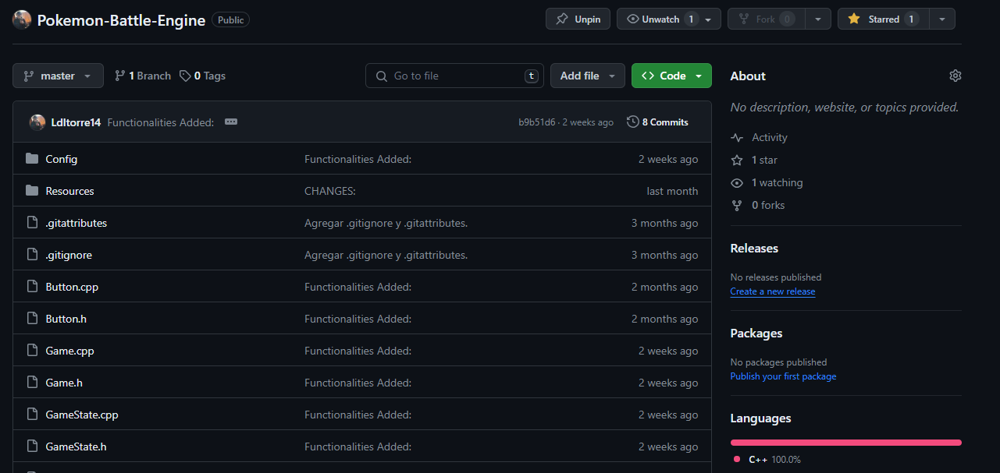 Pokemon-Battle-Engine Public Unpin Unwatch 1 Fork 0 Starred 1
master 1 Branch 0 Tags Go to file t Add file Code
Ldltorre14 Functionalities Added: b9b51d6 · 2 weeks ago 8 Commits
Config Functionalities Added: 2 weeks ago
Resources CHANGES: last month
.gitattributes Agregar .gitignore y .gitattributes. 3 months ago
.gitignore Agregar .gitignore y .gitattributes. 3 months ago
Button.cpp Functionalities Added: 2 months ago
Button.h Functionalities Added: 2 months ago
Game.cpp Functionalities Added: 2 weeks ago
Game.h Functionalities Added: 2 weeks ago
GameState.cpp Functionalities Added: 2 weeks ago
GameState.h Functionalities Added: 2 weeks ago
About
No description, website, or topics provided.
Activity
1 star
1 watching
0 forks
Releases
No releases published
Create a new release
Packages
No packages published
Publish your first package
Languages
C++ 100.0%